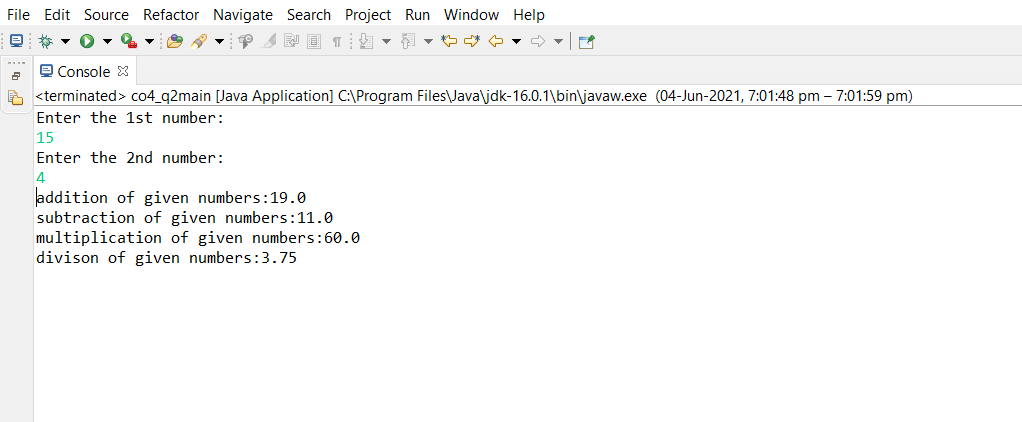 File Edit Source Refactor Navigate Search Project Run Window Help
Console
<terminated> co4_q2main [Java Application] C:\Program Files\Java\jdk-16.0.1\bin\javaw.exe (04-Jun-2021, 7:01:48 pm – 7:01:59 pm)
Enter the 1st number:
15
Enter the 2nd number:
4
addition of given numbers:19.0
subtraction of given numbers:11.0
multiplication of given numbers:60.0
divison of given numbers:3.75